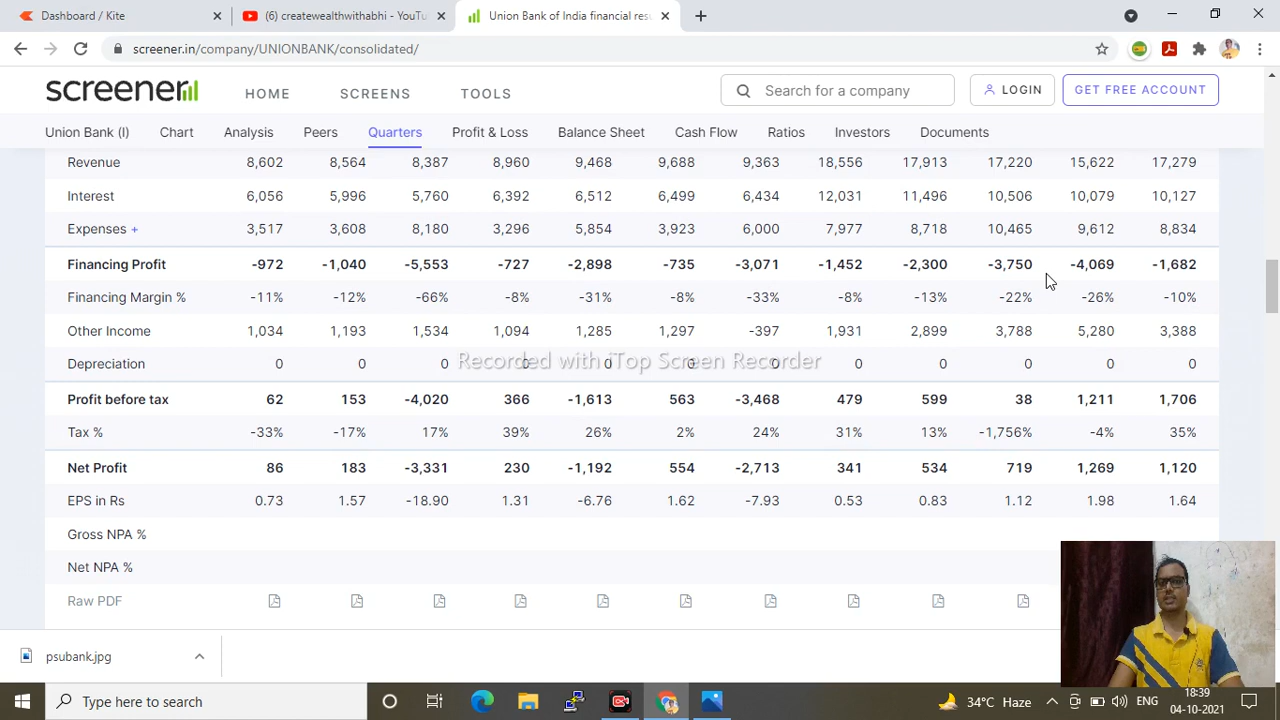 Dashboard / Kite
(6) createwealthwithabhi - YouTu
Union Bank of India financial resu
screener.in/company/UNIONBANK/consolidated/
screener
HOME
SCREENS
TOOLS
Search for a company
LOGIN
GET FREE ACCOUNT
Union Bank (I) Chart Analysis Peers Quarters Profit & Loss Balance Sheet Cash Flow Ratios Investors Documents
Revenue 8,602 8,564 8,387 8,960 9,468 9,688 9,363 18,556 17,913 17,220 15,622 17,279
Interest 6,056 5,996 5,760 6,392 6,512 6,499 6,434 12,031 11,496 10,506 10,079 10,127
Expenses + 3,517 3,608 8,180 3,296 5,854 3,923 6,000 7,977 8,718 10,465 9,612 8,834
Financing Profit -972 -1,040 -5,553 -727 -2,898 -735 -3,071 -1,452 -2,300 -3,750 -4,069 -1,682
Financing Margin % -11% -12% -66% -8% -31% -8% -33% -8% -13% -22% -26% -10%
Other Income 1,034 1,193 1,534 1,094 1,285 1,297 -397 1,931 2,899 3,788 5,280 3,388
Depreciation 0 0 0 0 0 0 0 0 0 0 0 0
Recorded with iTop Screen Recorder
Profit before tax 62 153 -4,020 366 -1,613 563 -3,468 479 599 38 1,211 1,706
Tax % -33% -17% 17% 39% 26% 2% 24% 31% 13% -1,756% -4% 35%
Net Profit 86 183 -3,331 230 -1,192 554 -2,713 341 534 719 1,269 1,120
EPS in Rs 0.73 1.57 -18.90 1.31 -6.76 1.62 -7.93 0.53 0.83 1.12 1.98 1.64
Gross NPA %
Net NPA %
Raw PDF
psubank.jpg
Type here to search
34°C Haze
ENG
18:39
04-10-2021